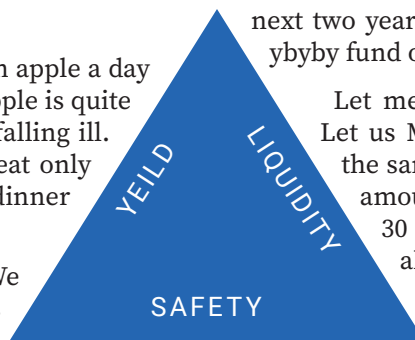 next two year
ybyby fund o
n apple a day
ple is quite
falling ill.
eat only
dinner
Let me
Let us M
the sar
amou
30
al
We
YEILD
LIQUIDITY
SAFETY